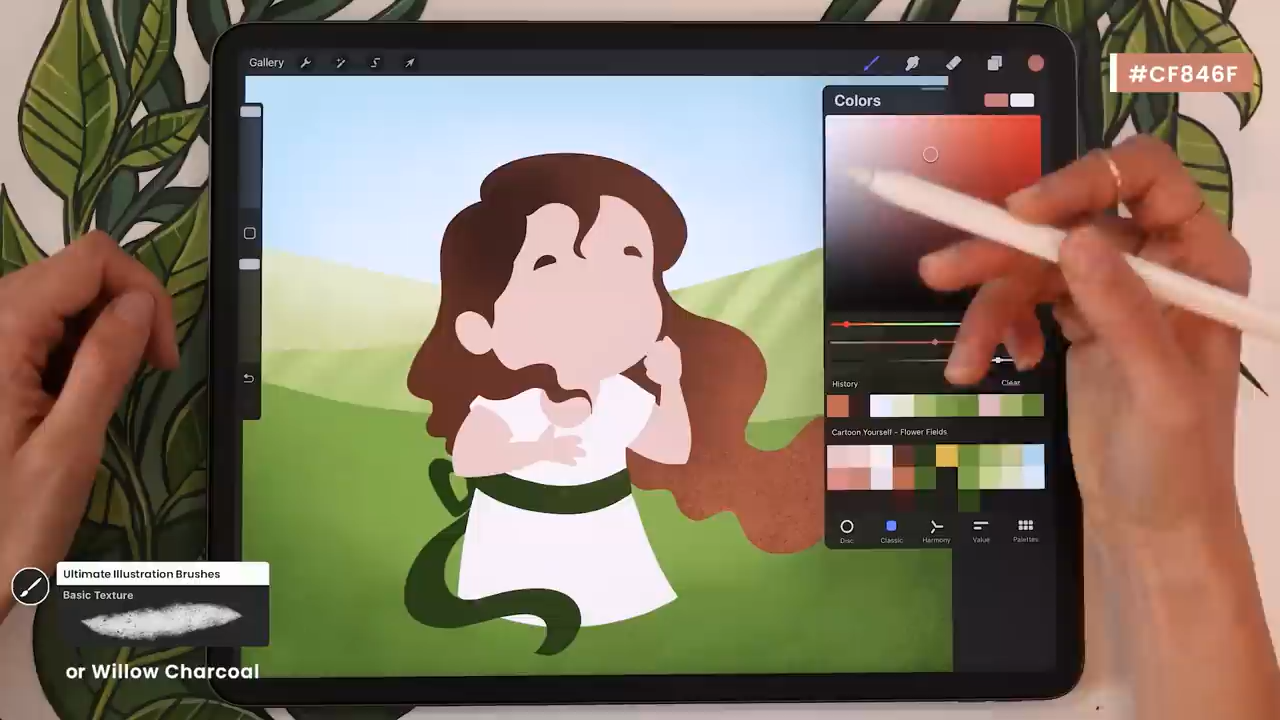 Gallery
#CF846F
Colors
History
Clear
Cartoon Yourself - Flower Fields
Disc
Classic
Harmony
Value
Palettes
Ultimate Illustration Brushes
Basic Texture
or Willow Charcoal